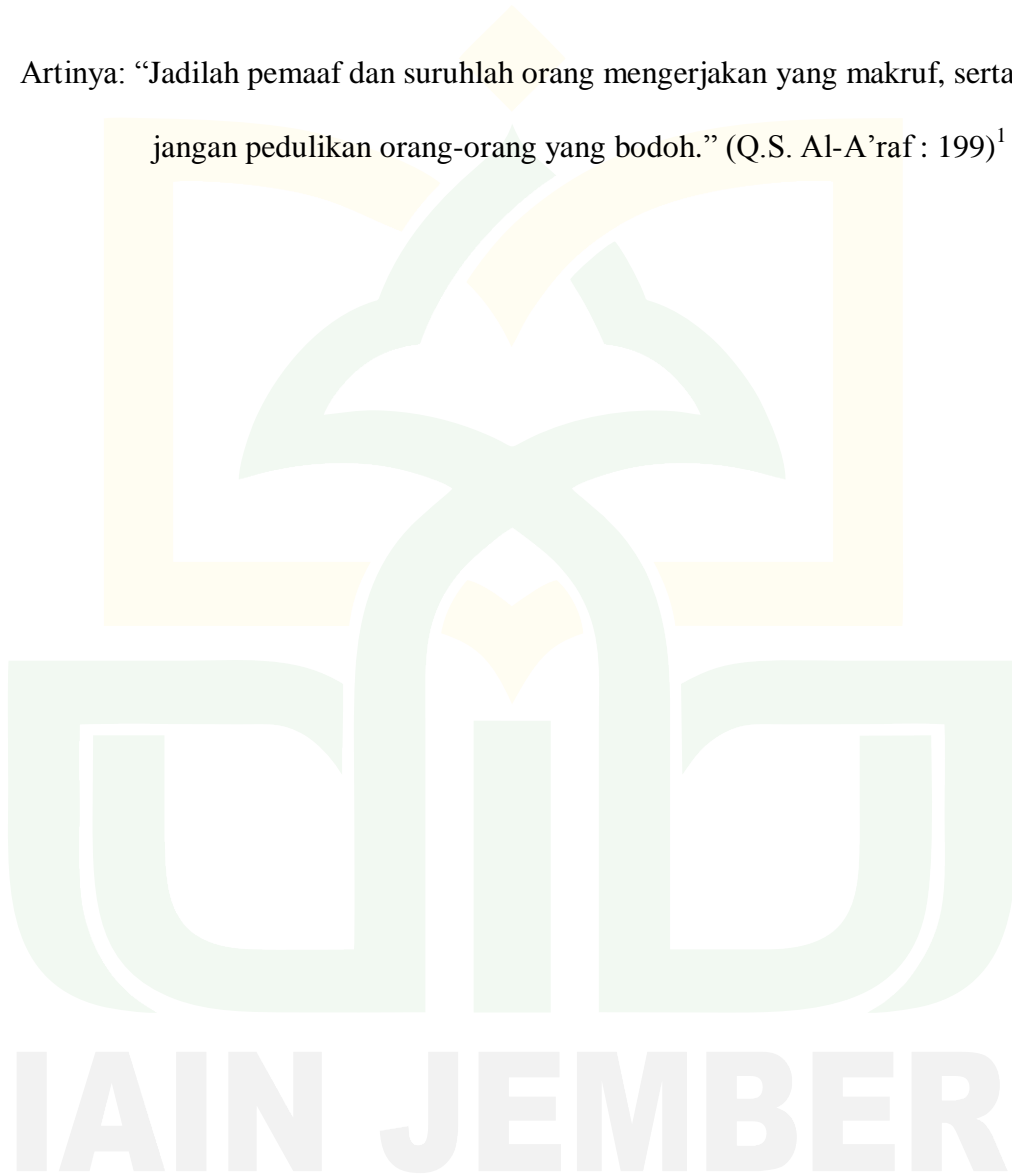 Artinya: “Jadilah pemaaf dan suruhlah orang mengerjakan yang makruf, serta
jangan pedulikan orang-orang yang bodoh.” (Q.S. Al-A’raf : 199)¹
IAIN JEMBER